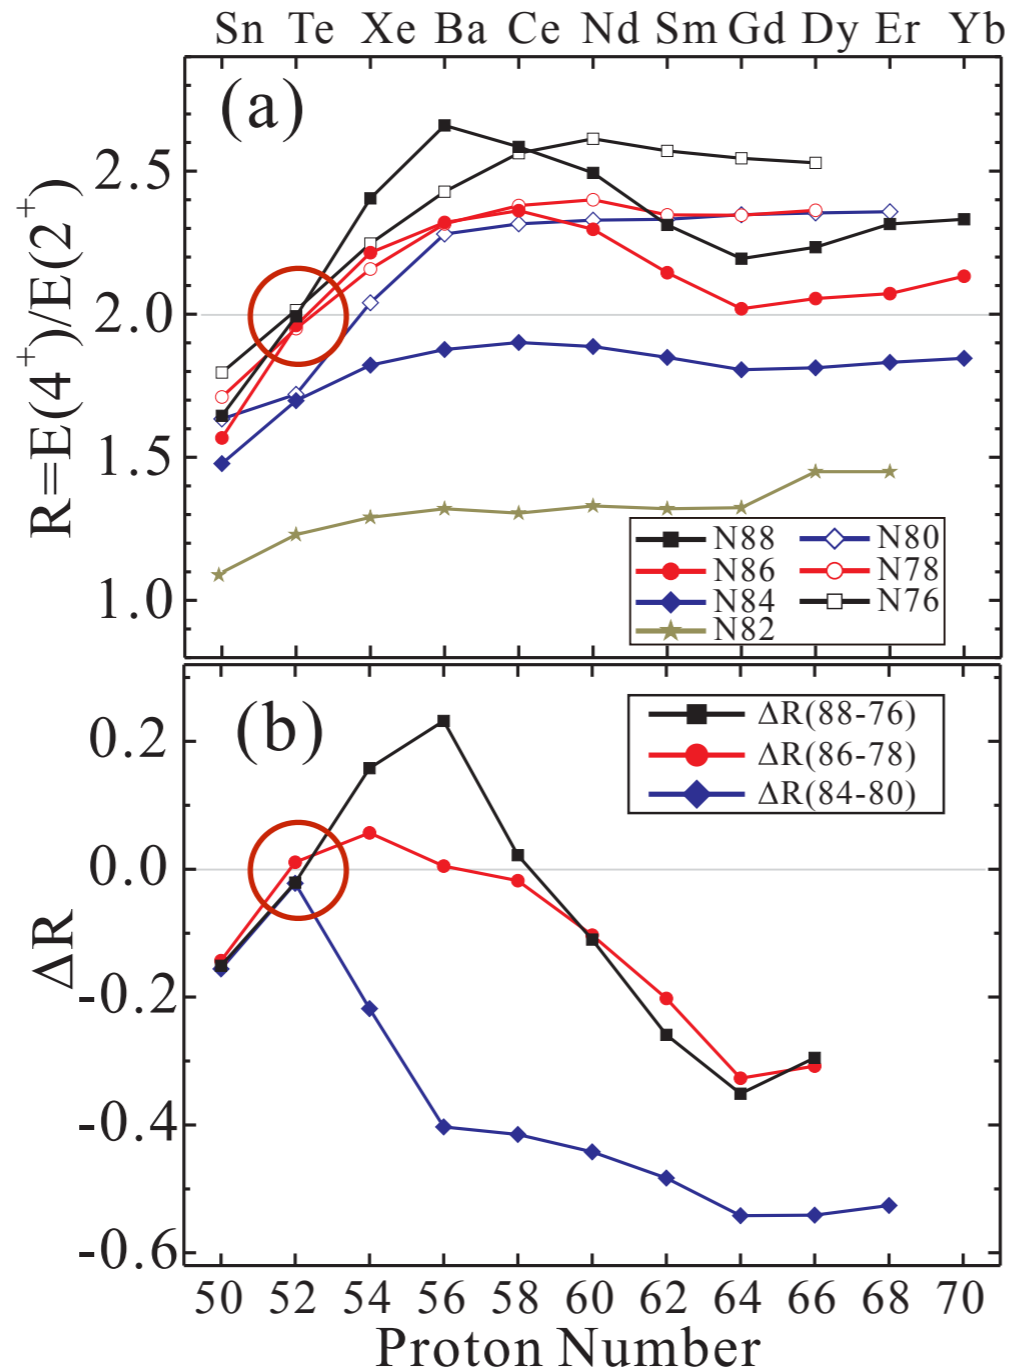 Sn Te Xe Ba Ce Nd Sm Gd Dy Er Yb
(a)
R=E(4⁺)/E(2⁺)
2.5
2.0
1.5
1.0
N88 N80
N86 N78
N84 N76
N82
(b)
ΔR(88-76)
ΔR(86-78)
ΔR(84-80)
ΔR
0.2
0.0
-0.2
-0.4
-0.6
50 52 54 56 58 60 62 64 66 68 70
Proton Number